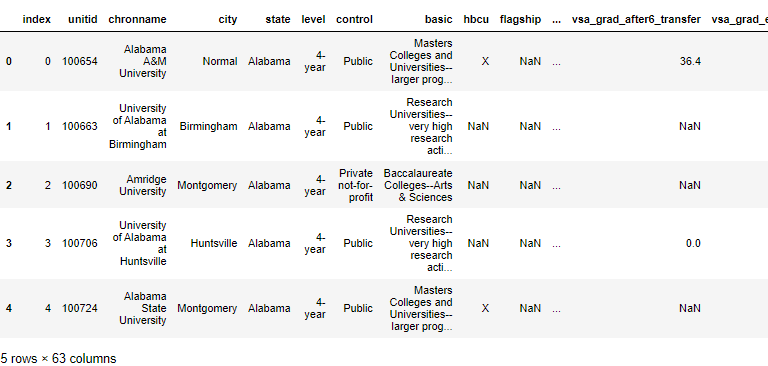 index unitid chronname city state level control basic hbcu flagship ... vsa_grad_after6_transfer vsa_grad_e
Alabama A&M University
Masters Colleges and Universities--larger prog...
0 0 100654 Normal Alabama 4-year Public X NaN ... 36.4
University of Alabama at Birmingham
Research Universities--very high research acti...
1 1 100663 Birmingham Alabama 4-year Public NaN NaN ... NaN
Amridge University
Private not-for-profit
Baccalaureate Colleges--Arts & Sciences
2 2 100690 Montgomery Alabama 4-year NaN NaN ... NaN
University of Alabama at Huntsville
Research Universities--very high research acti...
3 3 100706 Huntsville Alabama 4-year Public NaN NaN ... 0.0
Alabama State University
Masters Colleges and Universities--larger prog...
4 4 100724 Montgomery Alabama 4-year Public X NaN ... NaN
5 rows × 63 columns